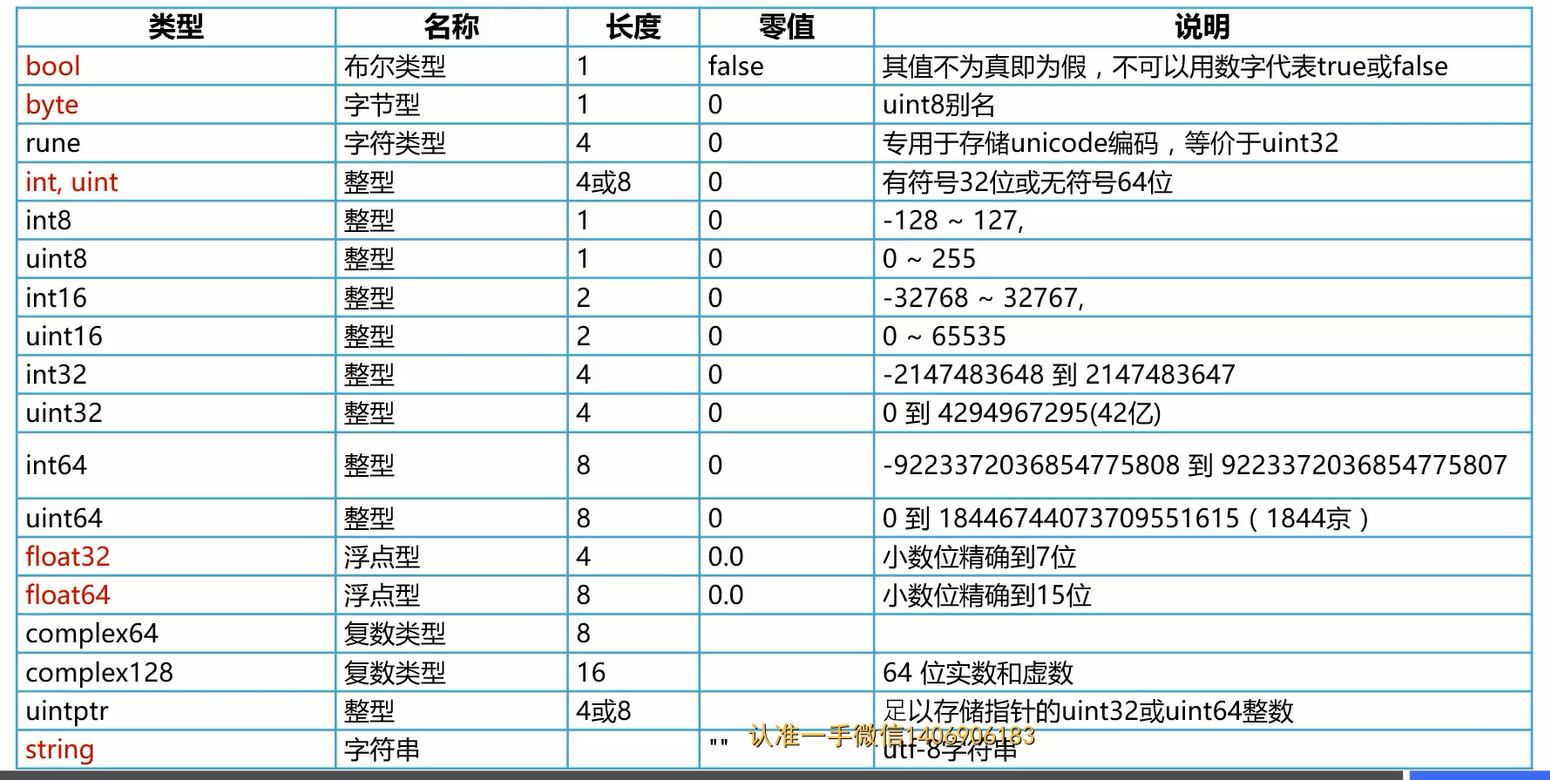 类型 名称 长度 零值 说明
bool 布尔类型 1 false 其值不为真即为假，不可以用数字代表true或false
byte 字节型 1 0 uint8别名
rune 字符类型 4 0 专用于存储unicode编码，等价于uint32
int, uint 整型 4或8 0 有符号32位或无符号64位
int8 整型 1 0 -128 ~ 127,
uint8 整型 1 0 0 ~ 255
int16 整型 2 0 -32768 ~ 32767,
uint16 整型 2 0 0 ~ 65535
int32 整型 4 0 -2147483648 到 2147483647
uint32 整型 4 0 0 到 4294967295(42亿)
int64 整型 8 0 -9223372036854775808 到 9223372036854775807
uint64 整型 8 0 0 到 18446744073709551615（1844京）
float32 浮点型 4 0.0 小数位精确到7位
float64 浮点型 8 0.0 小数位精确到15位
complex64 复数类型 8
complex128 复数类型 16 64 位实数和虚数
uintptr 整型 4或8 足以存储指针的uint32或uint64整数
认准一手微信1406906183
string 字符串 "" utf-8字符串